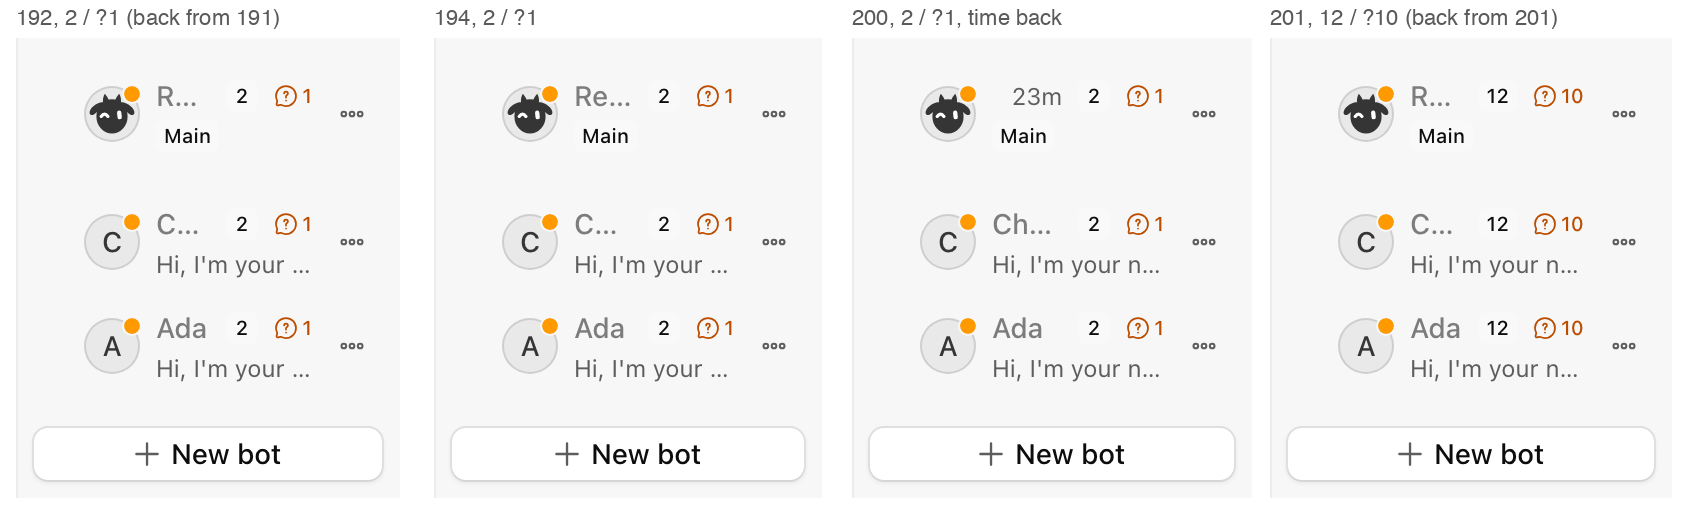 192, 2 / ?1 (back from 191)
R... 2 ? 1
Main
C C... 2 ? 1
Hi, I'm your ...
A Ada 2 ? 1
Hi, I'm your ...
+ New bot
194, 2 / ?1
Re... 2 ? 1
Main
C C... 2 ? 1
Hi, I'm your ...
A Ada 2 ? 1
Hi, I'm your ...
+ New bot
200, 2 / ?1, time back
23m 2 ? 1
Main
C Ch... 2 ? 1
Hi, I'm your n...
A Ada 2 ? 1
Hi, I'm your n...
+ New bot
201, 12 / ?10 (back from 201)
R... 12 ? 10
Main
C C... 12 ? 10
Hi, I'm your n...
A Ada 12 ? 10
Hi, I'm your n...
+ New bot